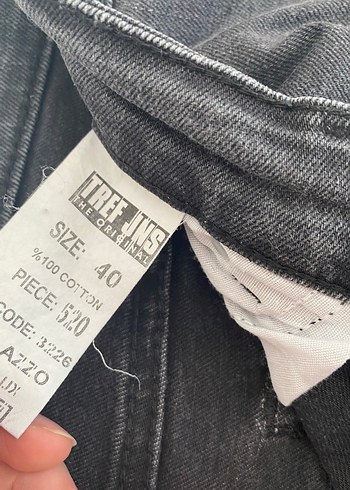 TREF JNS
THE ORIGINAL
SIZE: 40
%100 COTTON
PIECE: 520
CODE: 3226
AZZO